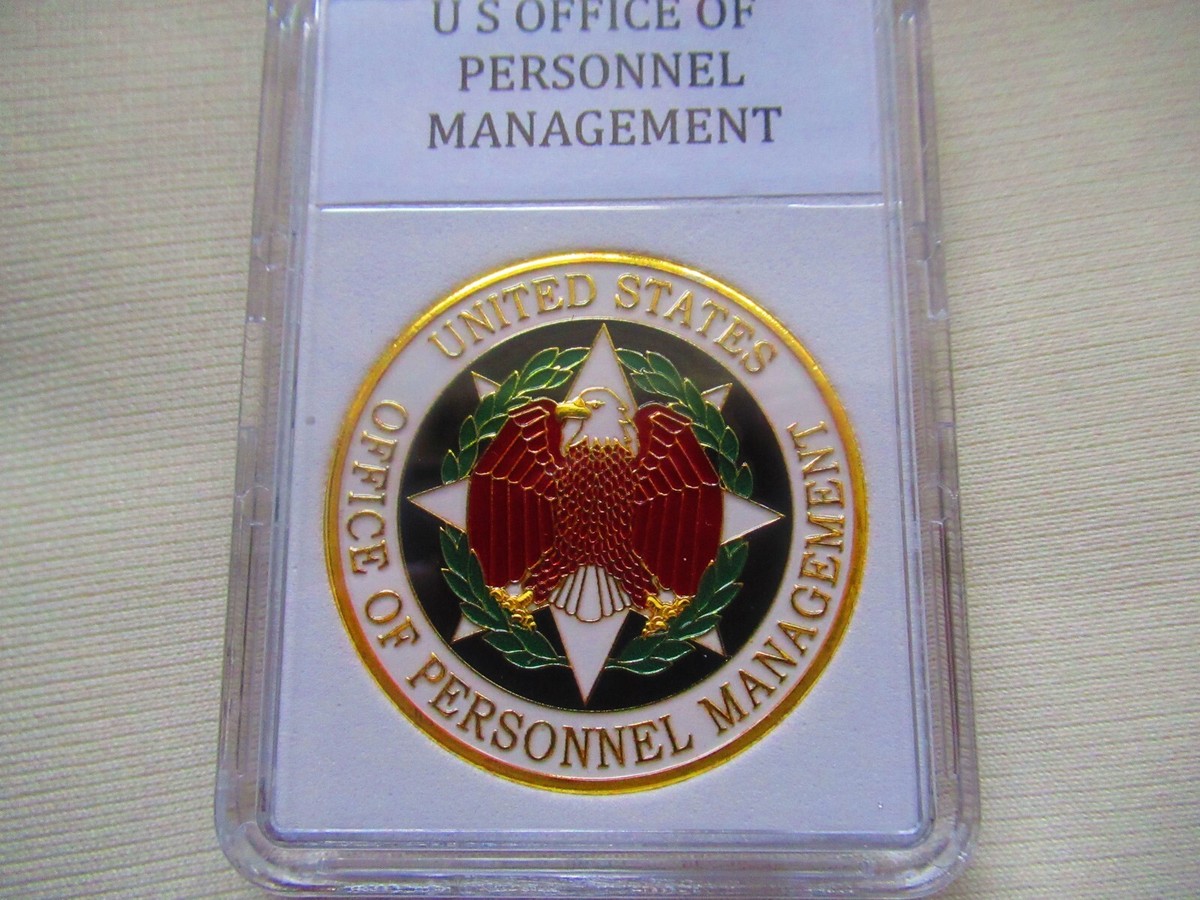 U S OFFICE OF
PERSONNEL
MANAGEMENT
UNITED STATES
OFFICE OF PERSONNEL MANAGEMENT